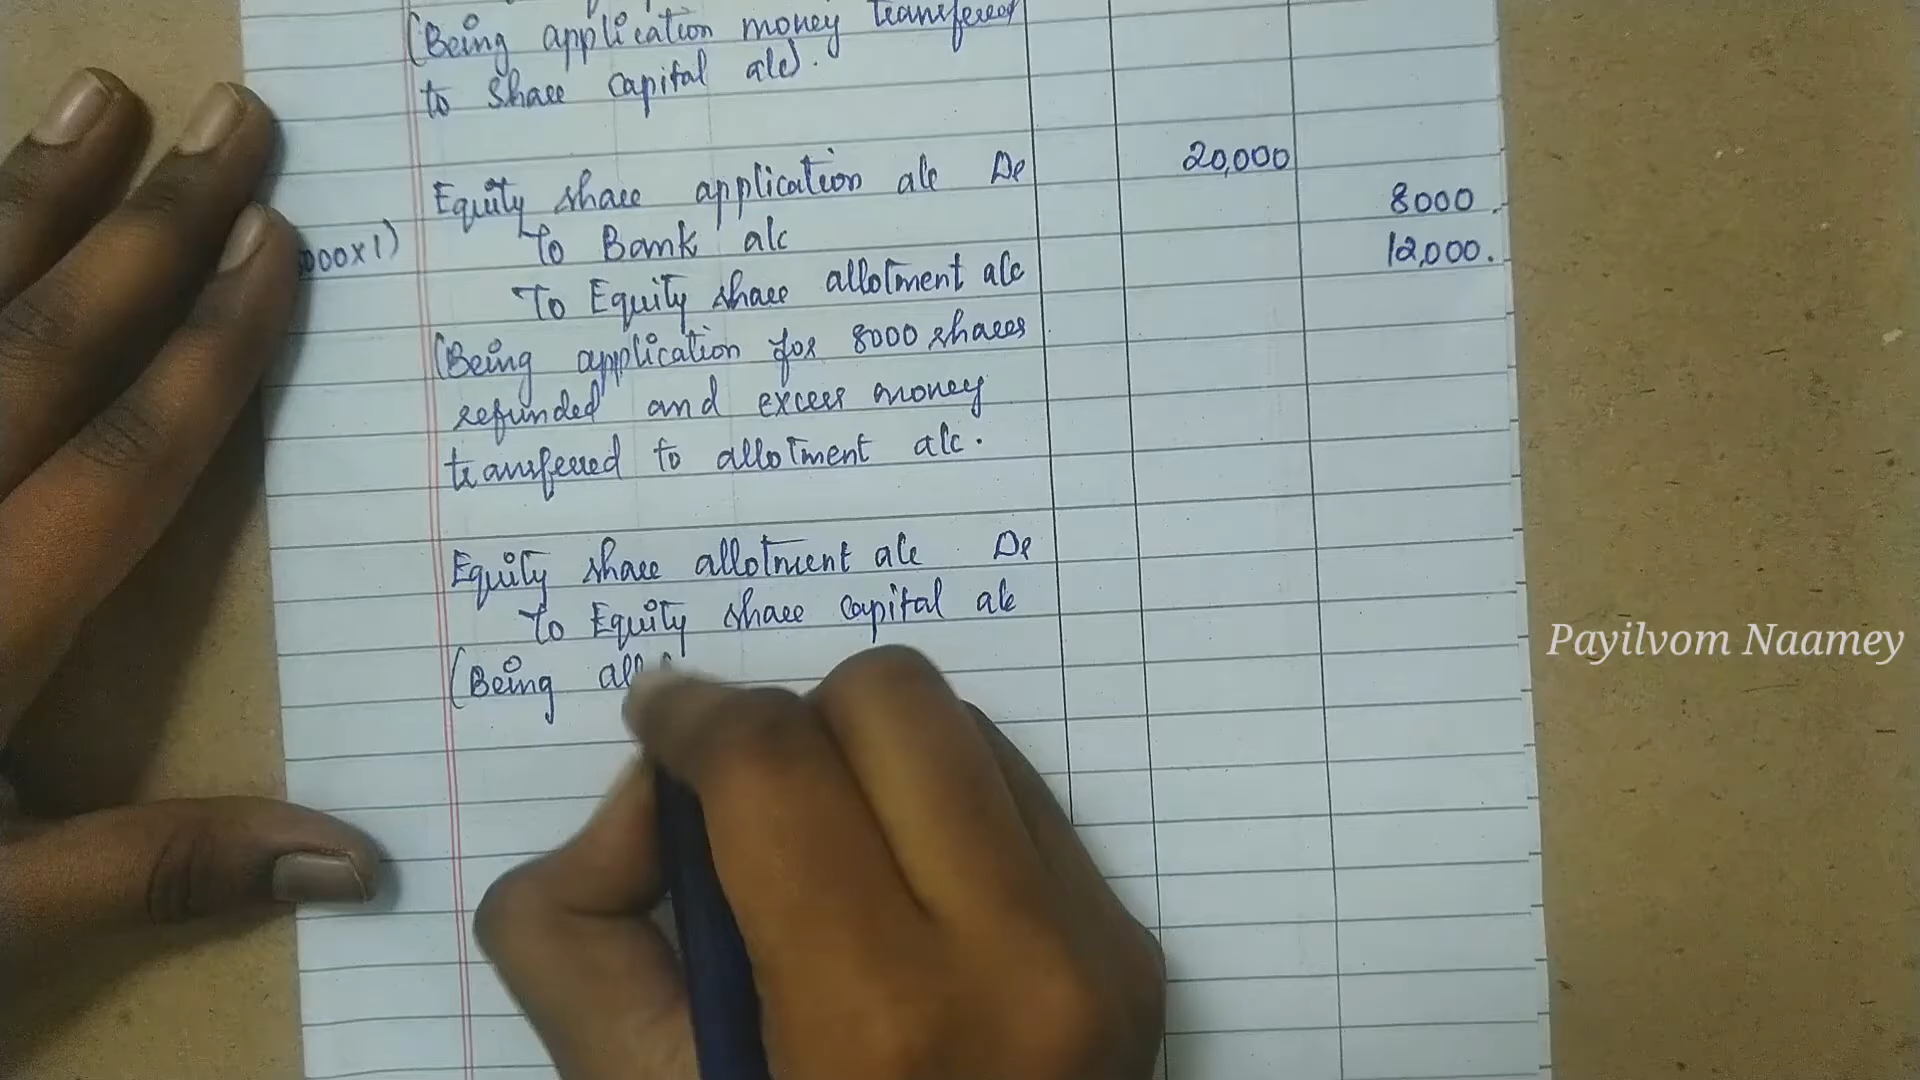 (Being application money transferred
to share capital a/c).
Equity share application a/c Dr 20,000
To Bank a/c 8000
000x1)
To Equity share allotment a/c 12,000.
(Being application for 8000 shares
refunded and excess money
transferred to allotment a/c.
Equity share allotment a/c Dr
To Equity share capital a/c
(Being all
Payilvom Naamey